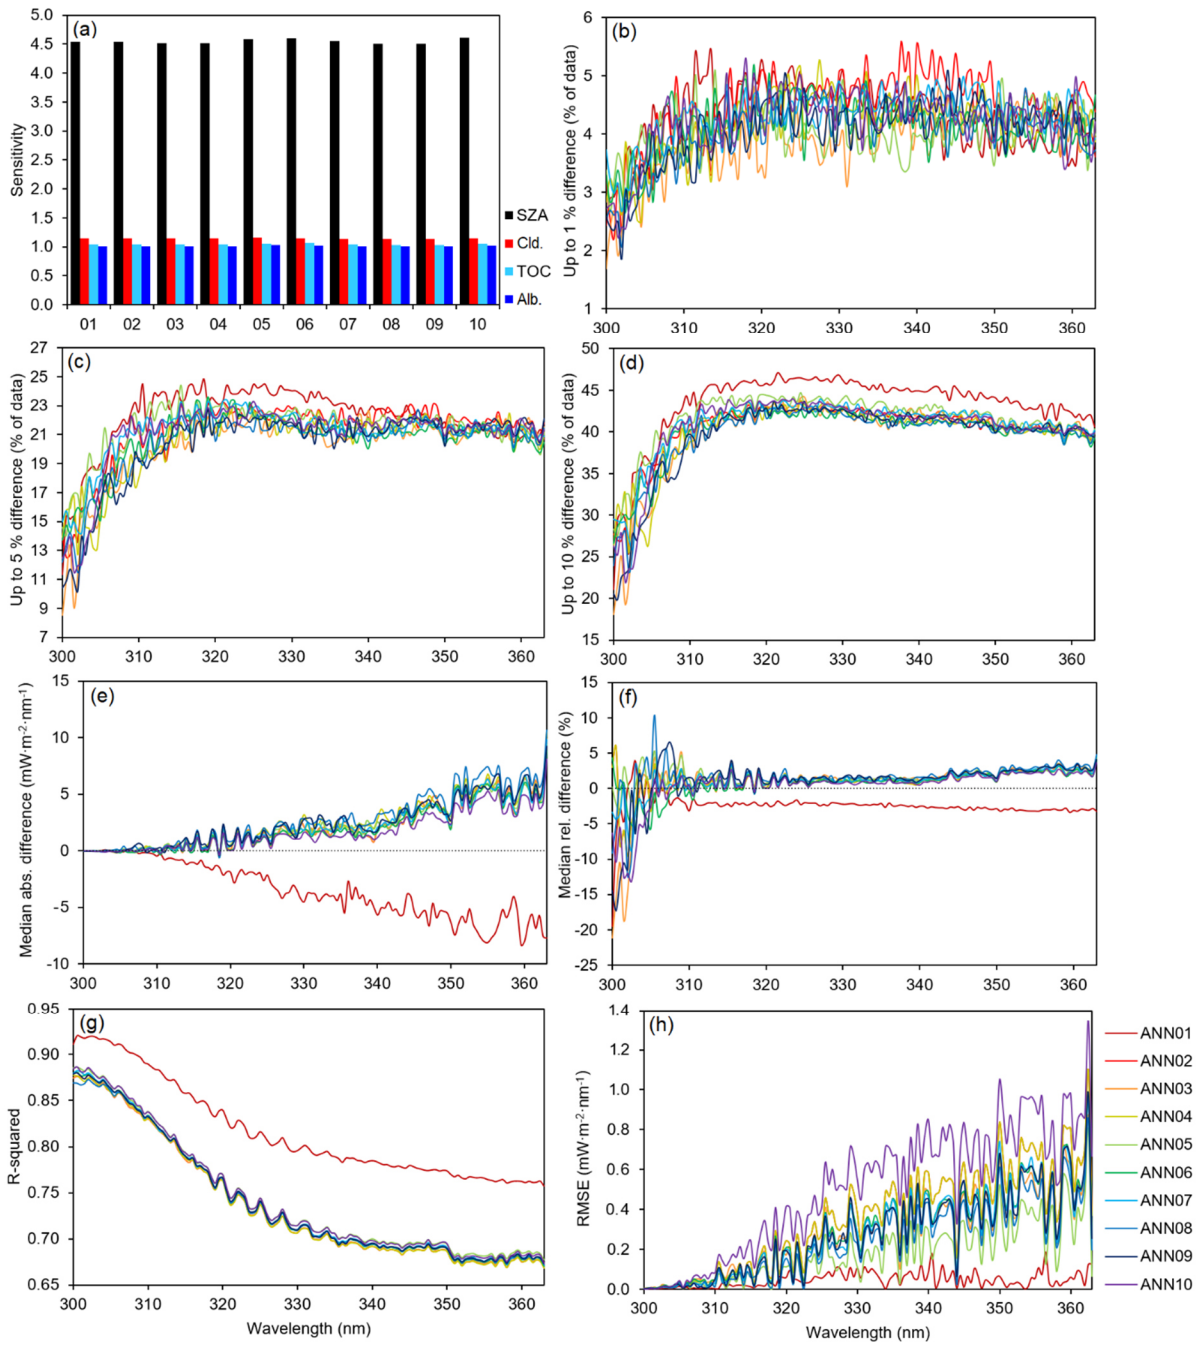 (a)
Sensitivity
5.0
4.5
4.0
3.5
3.0
2.5
2.0
1.5
1.0
0.5
0.0
01 02 03 04 05 06 07 08 09 10
SZA
Cld.
TOC
Alb.
(b)
Up to 1 % difference (% of data)
6
5
4
3
2
1
300 310 320 330 340 350 360
(c)
Up to 5 % difference (% of data)
27
25
23
21
19
17
15
13
11
9
7
300 310 320 330 340 350 360
(d)
Up to 10 % difference (% of data)
50
45
40
35
30
25
20
15
300 310 320 330 340 350 360
(e)
Median abs. difference (mW·m-2·nm-1)
15
10
5
0
-5
-10
300 310 320 330 340 350 360
(f)
Median rel. difference (%)
15
10
5
0
-5
-10
-15
-20
-25
300 310 320 330 340 350 360
(g)
R-squared
0.95
0.90
0.85
0.80
0.75
0.70
0.65
300 310 320 330 340 350 360
Wavelength (nm)
(h)
RMSE (mW·m-2·nm-1)
1.4
1.2
1.0
0.8
0.6
0.4
0.2
0.0
300 310 320 330 340 350 360
Wavelength (nm)
ANN01
ANN02
ANN03
ANN04
ANN05
ANN06
ANN07
ANN08
ANN09
ANN10